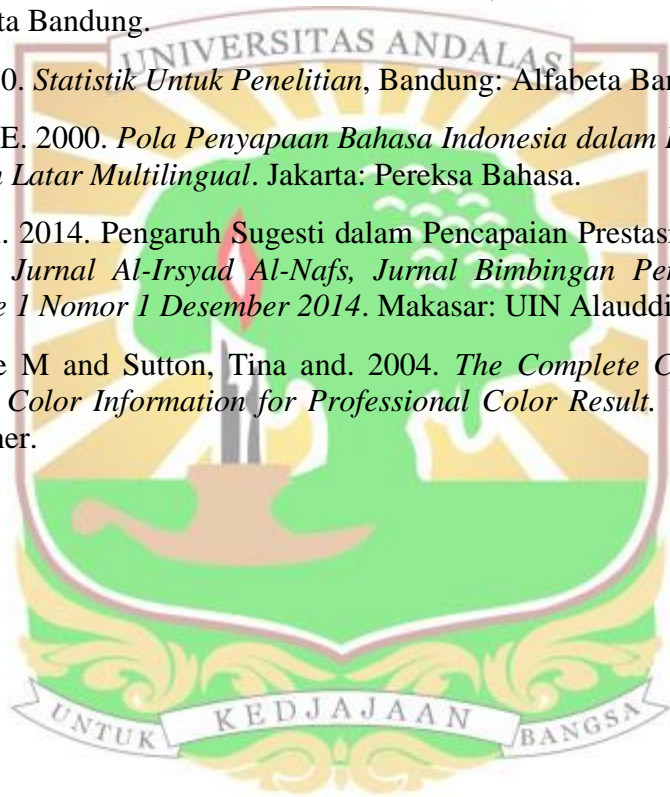 ta Bandung.
UNIVERSITAS ANDALAS
0. Statistik Untuk Penelitian, Bandung: Alfabeta Ban
E. 2000. Pola Penyapaan Bahasa Indonesia dalam
Latar Multilingual. Jakarta: Pereksa Bahasa.
. 2014. Pengaruh Sugesti dalam Pencapaian Prestas
Jurnal Al-Irsyad Al-Nafs, Jurnal Bimbingan Pen
e 1 Nomor 1 Desember 2014. Makasar: UIN Alauddi
e M and Sutton, Tina and. 2004. The Complete C
Color Information for Professional Color Result.
ner.
UNTUK KEDJAJAAN BANGSA